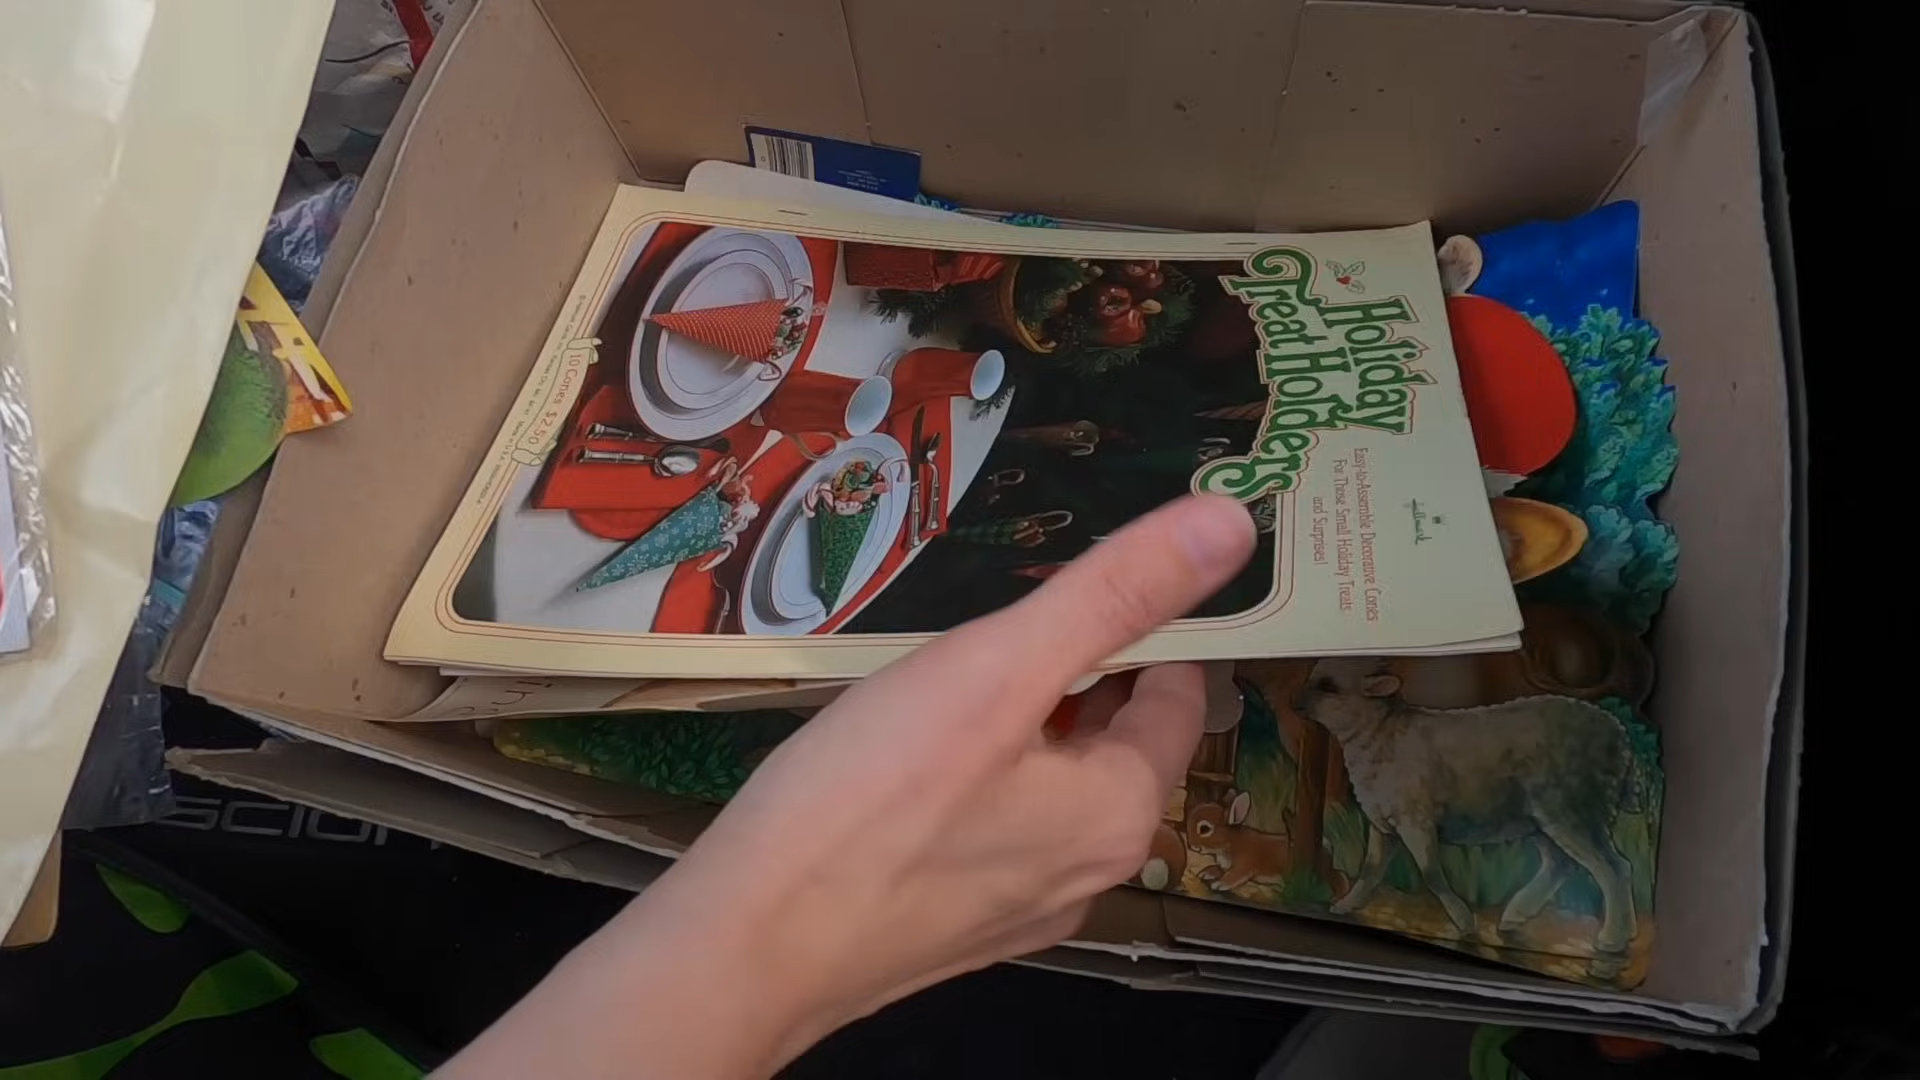 Holiday
Treat Holders
Easy-to-Assemble Decorative Cones
For Those Small Holiday Treats
and Surprises!
Hallmark
10 Cones $2.50